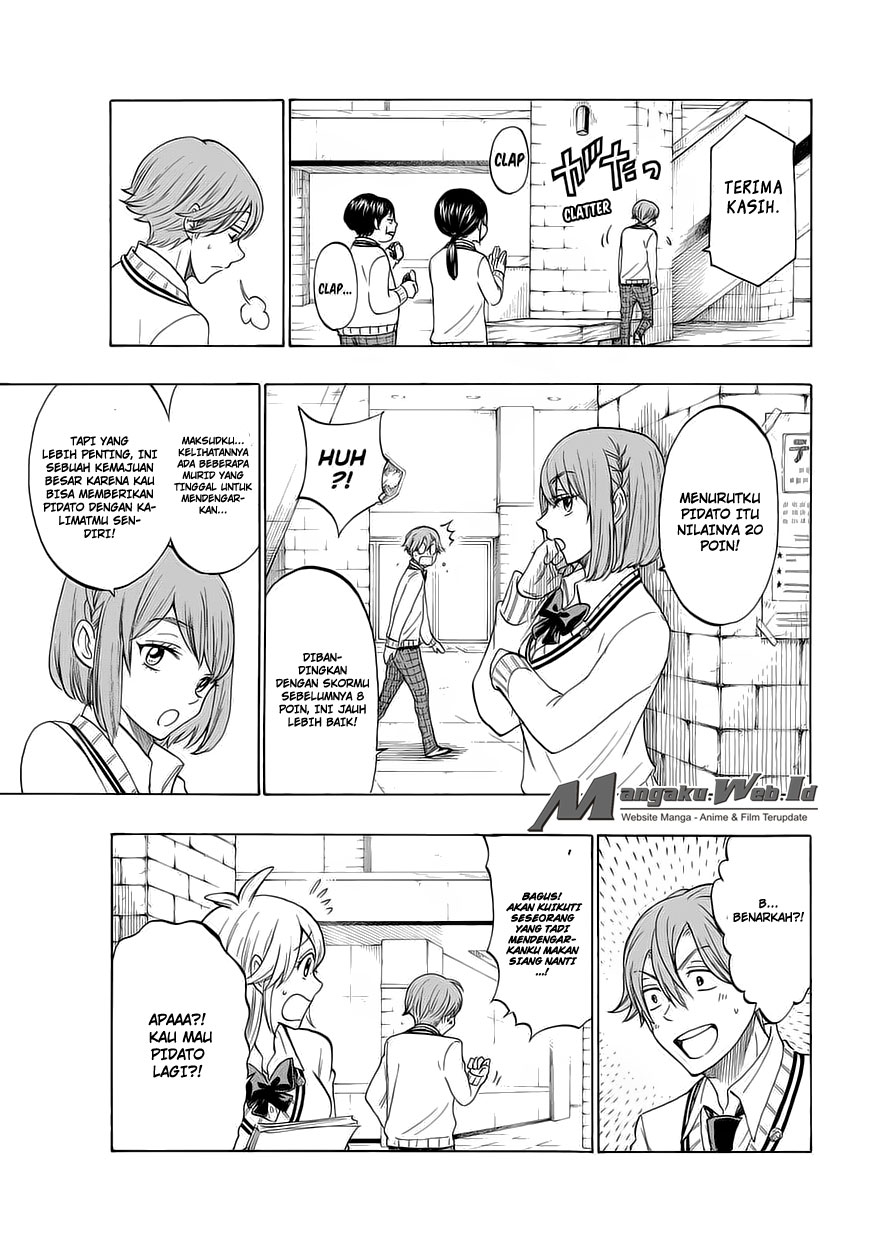 TERIMA
KASIH.
ガタッ
CLATTER
CLAP
CLAP...
MENURUTKU
PIDATO ITU
NILAINYA 20
POIN!
HUH
?!
DIBAN-
DINGKAN
DENGAN SKORMU
SEBELUMNYA 8
POIN, INI JAUH
LEBIH BAIK!
MAKSUDKU...
KELIHATANNYA
ADA BEBERAPA
MURID YANG
TINGGAL UNTUK
MENDENGAR-
KAN...
TAPI YANG
LEBIH PENTING, INI
SEBUAH KEMAJUAN
BESAR KARENA KAU
BISA MEMBERIKAN
PIDATO DENGAN KA-
LIMATMU SEN-
DIRI!
Mangaku.Web.Id
Website Manga - Anime & Film Terupdate
B...
BENARKAH?!
BAGUS!
AKAN KUIKUTI
SESEORANG
YANG TADI
MENDENGAR-
KANKU MAKAN
SIANG NANTI
...!
APAAA?!
KAU MAU
PIDATO
LAGI?!